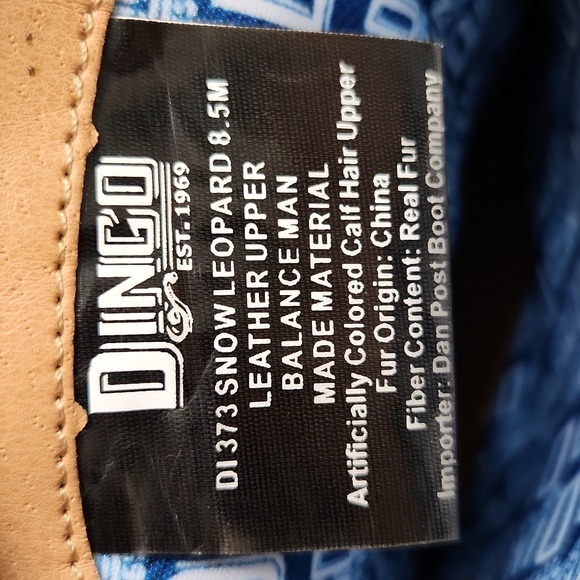 DINGO
EST. 1969
DI 373 SNOW LEOPARD 8.5M
LEATHER UPPER
BALANCE MAN
MADE MATERIAL
Artificially Colored Calf Hair Upper
Fur Origin: China
Fiber Content: Real Fur
Importer: Dan Post Boot Company